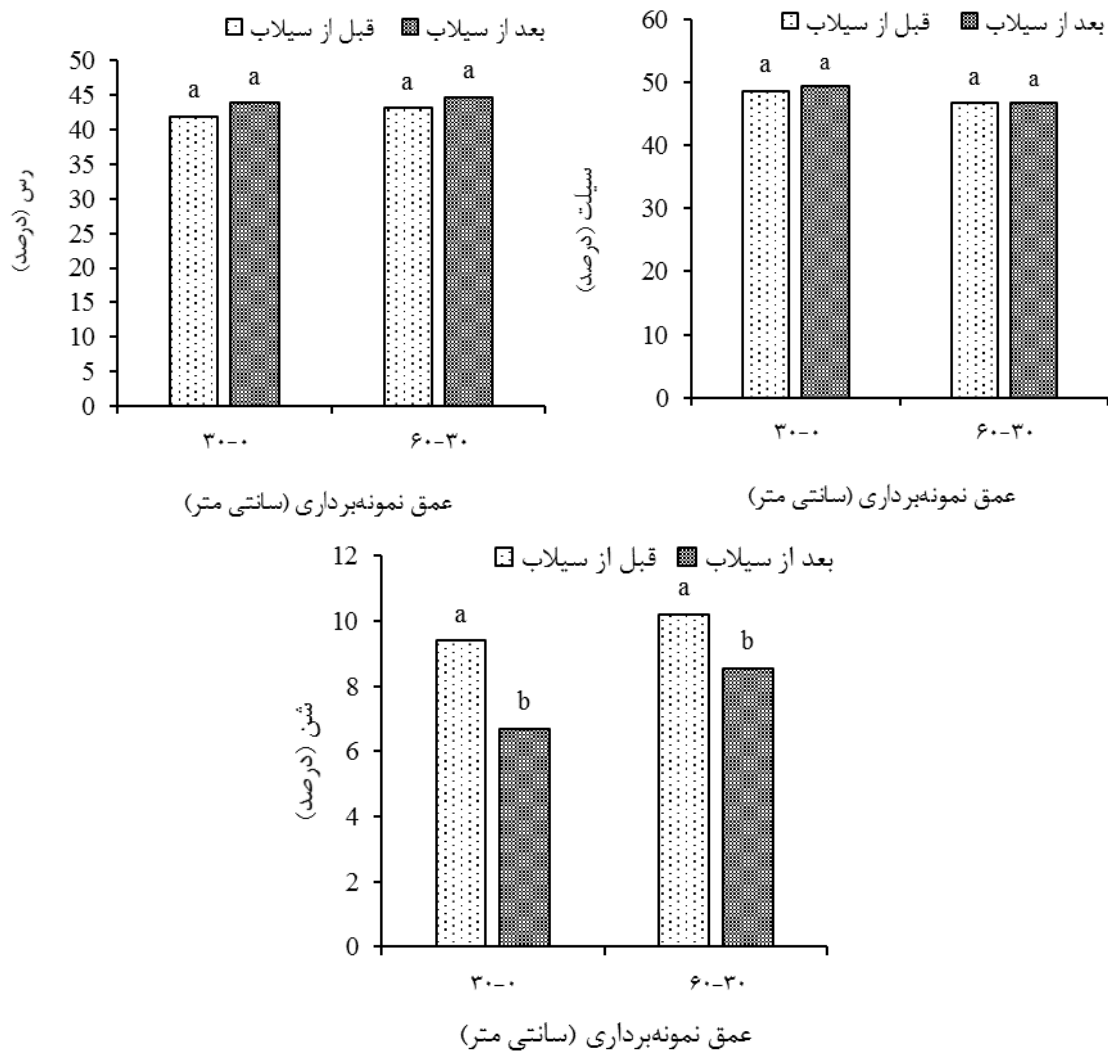 قبل از سیلاب بعد از سیلاب
50
45
40
35
30
25
20
15
10
5
0
a a a a
رس (درصد)
۳۰-۰ ۶۰-۳۰
عمق نمونه‌برداری (سانتی متر)
قبل از سیلاب بعد از سیلاب
60
50
40
30
20
10
0
a a a a
سیلت (درصد)
۳۰-۰ ۶۰-۳۰
عمق نمونه‌برداری (سانتی متر)
قبل از سیلاب بعد از سیلاب
12
10
8
6
4
2
0
a b a b
شن (درصد)
۳۰-۰ ۶۰-۳۰
عمق نمونه‌برداری (سانتی متر)